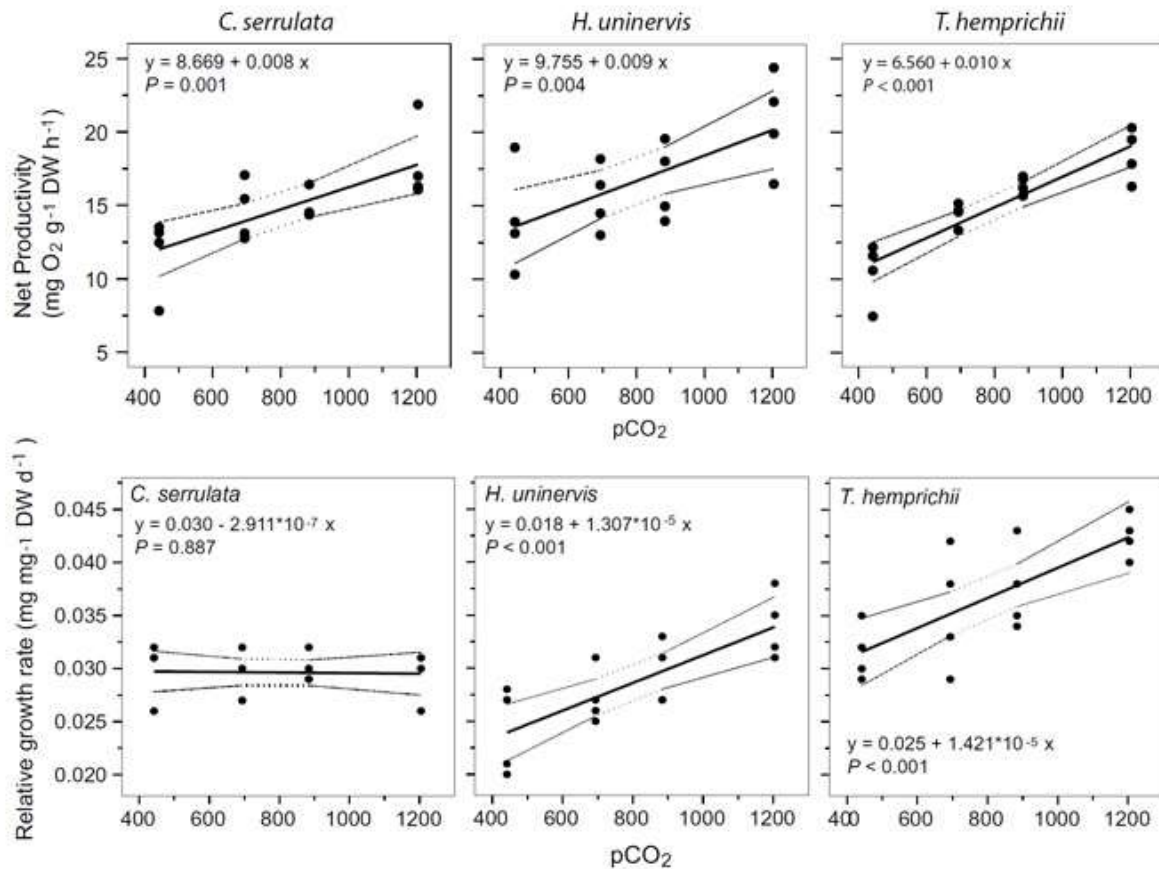 C. serrulata
H. uninervis
T. hemprichii
Net Productivity
(mg O₂ g⁻¹ DW h⁻¹)
25
20
15
10
5
y = 8.669 + 0.008 x
P = 0.001
y = 9.755 + 0.009 x
P = 0.004
y = 6.560 + 0.010 x
P < 0.001
400 600 800 1000 1200
400 600 800 1000 1200
400 600 800 1000 1200
pCO₂
Relative growth rate (mg mg⁻¹ DW d⁻¹)
0.045
0.040
0.035
0.030
0.025
0.020
C. serrulata
y = 0.030 - 2.911*10⁻⁷ x
P = 0.887
H. uninervis
y = 0.018 + 1.307*10⁻⁵ x
P < 0.001
T. hemprichii
y = 0.025 + 1.421*10⁻⁵ x
P < 0.001
400 600 800 1000 1200
400 600 800 1000 1200
400 600 800 1000 1200
pCO₂